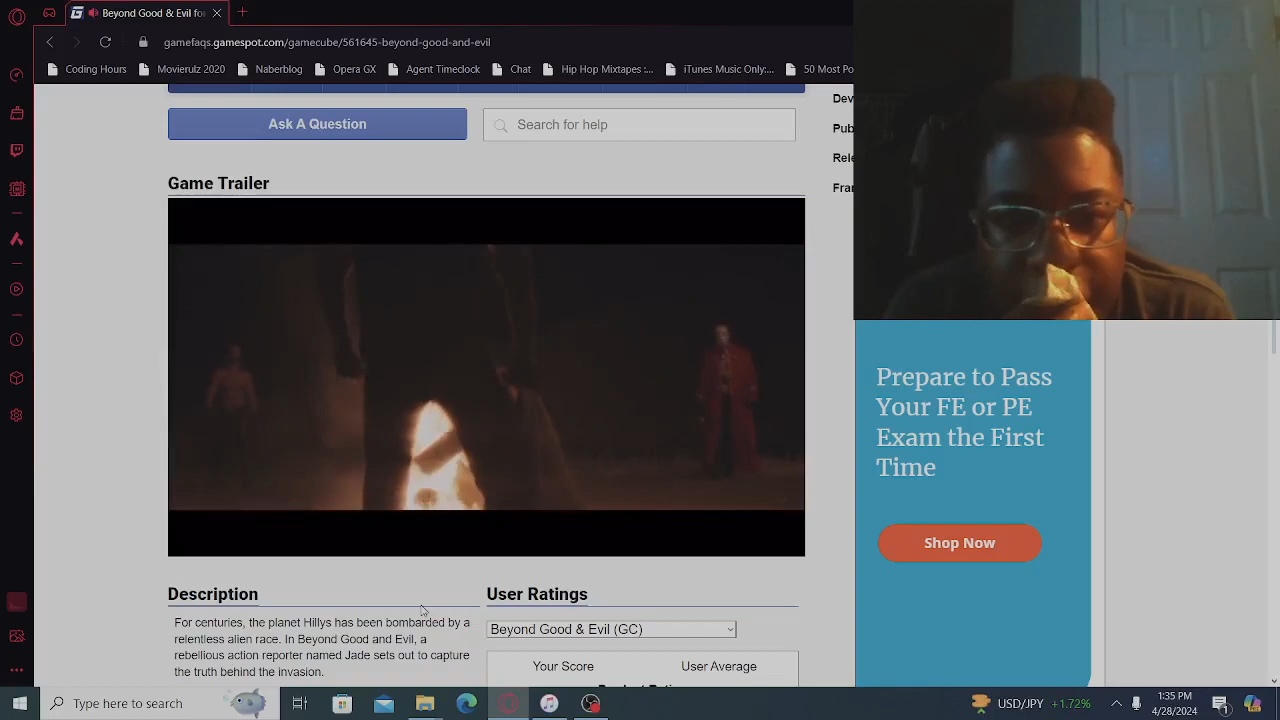 Beyond Good & Evil for
gamefaqs.gamespot.com/gamecube/561645-beyond-good-and-evil
Coding Hours
Movierulz 2020
Naberblog
Opera GX
Agent Timeclock
Chat
Hip Hop Mixtapes :...
iTunes Music Only:...
50 Most Po
Ask A Question
Search for help
Dev
Pub
Rele
Fran
Game Trailer
Prepare to Pass
Your FE or PE
Exam the First
Time
Shop Now
Description
For centuries, the planet Hillys has been bombarded by a
relentless alien race. In Beyond Good and Evil, a
rebellious action reporter named Jade sets out to capture
the truth behind the invasion.
User Ratings
Beyond Good & Evil (GC)
Your Score
User Average
Type here to search
USD/JPY
+1.72%
1:35 PM
4/28/2024